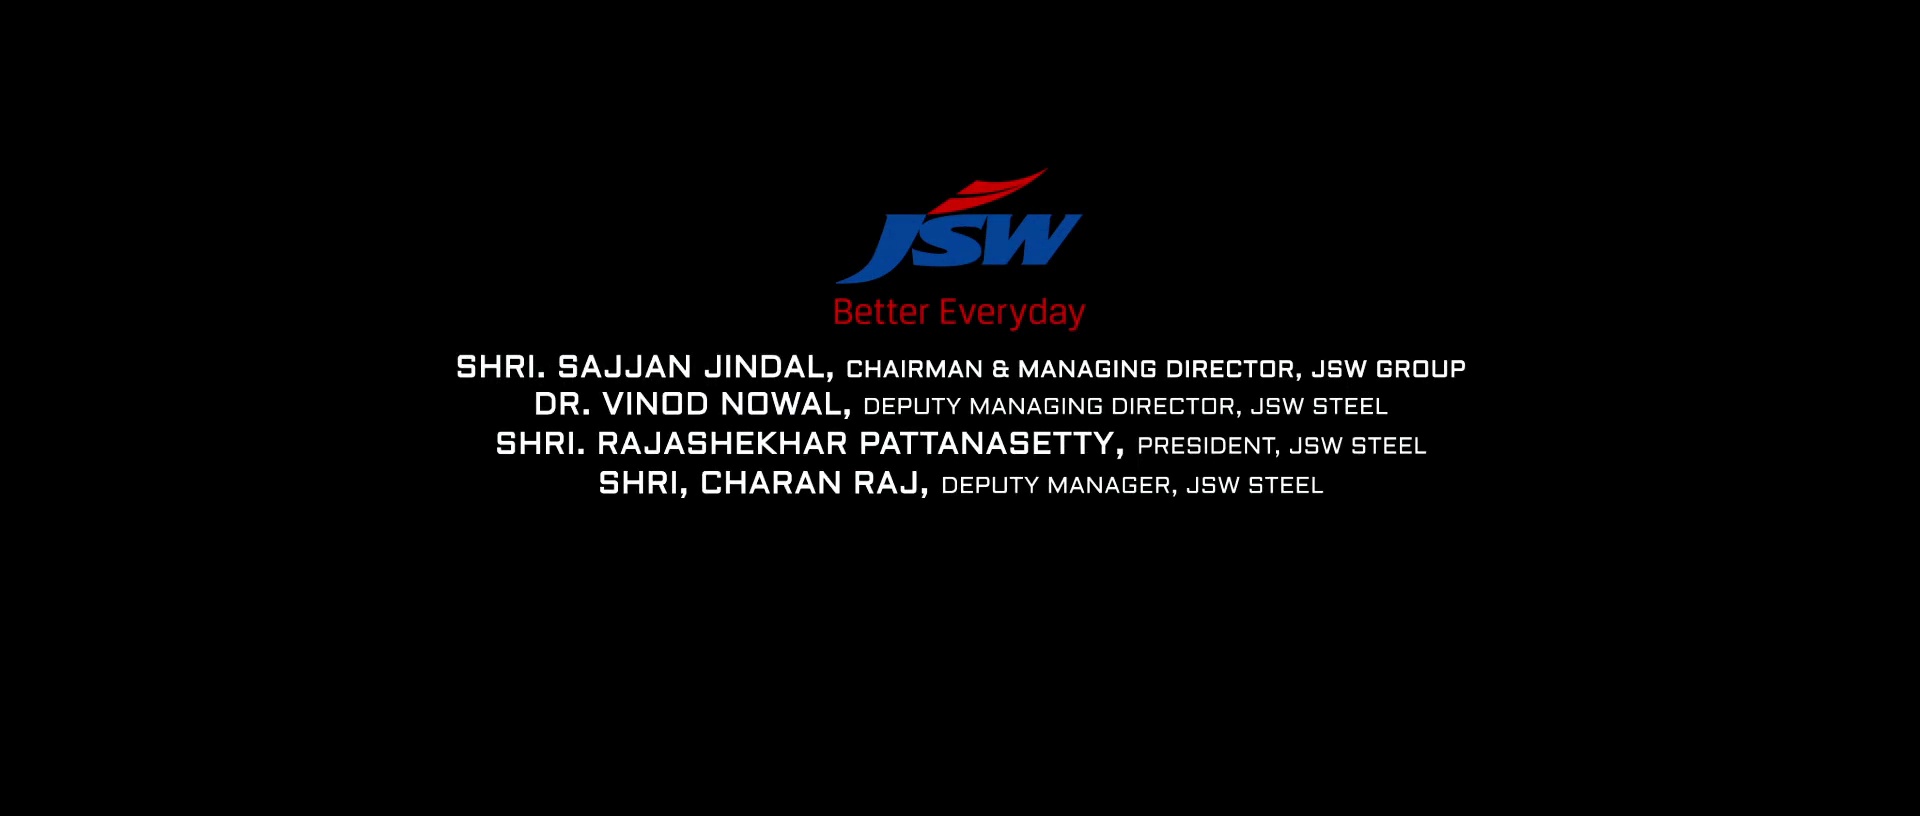 JSW
Better Everyday
SHRI. SAJJAN JINDAL, CHAIRMAN & MANAGING DIRECTOR, JSW GROUP
DR. VINOD NOWAL, DEPUTY MANAGING DIRECTOR, JSW STEEL
SHRI. RAJASHEKHAR PATTANASETTY, PRESIDENT, JSW STEEL
SHRI, CHARAN RAJ, DEPUTY MANAGER, JSW STEEL